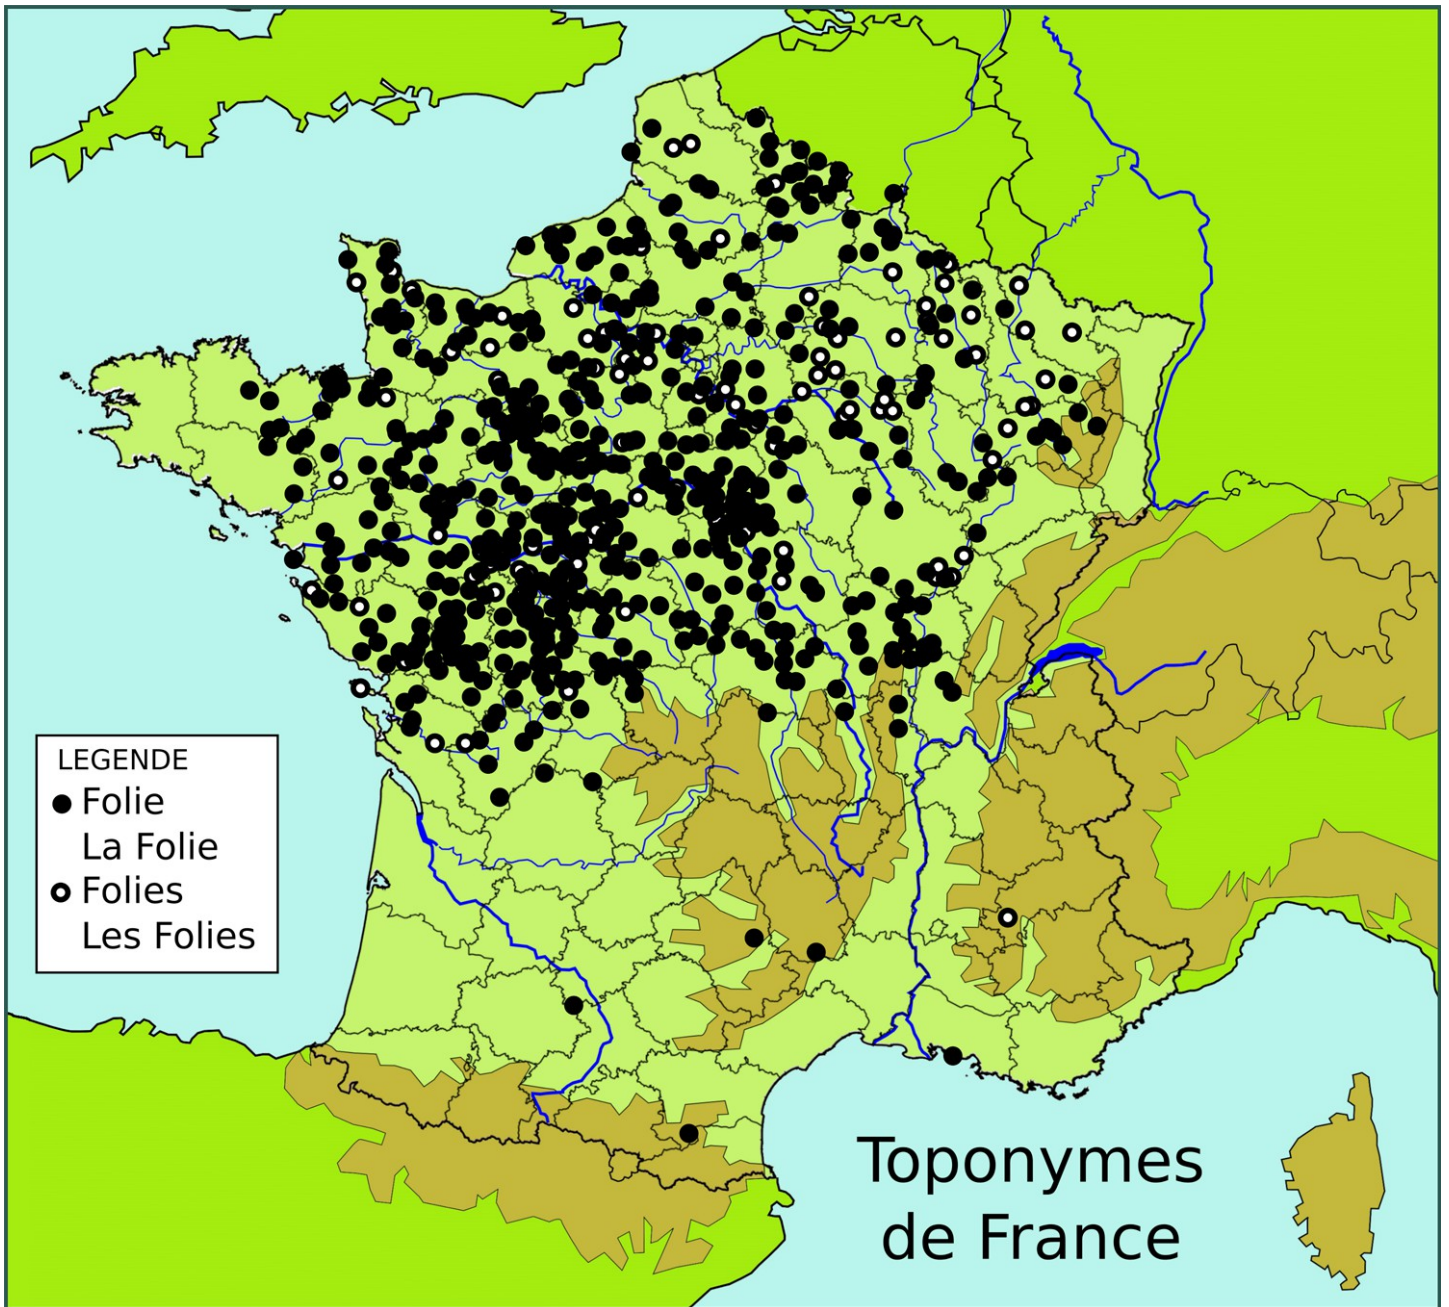 LEGENDE
Folie
La Folie
Folies
Les Folies
Toponymes
de France